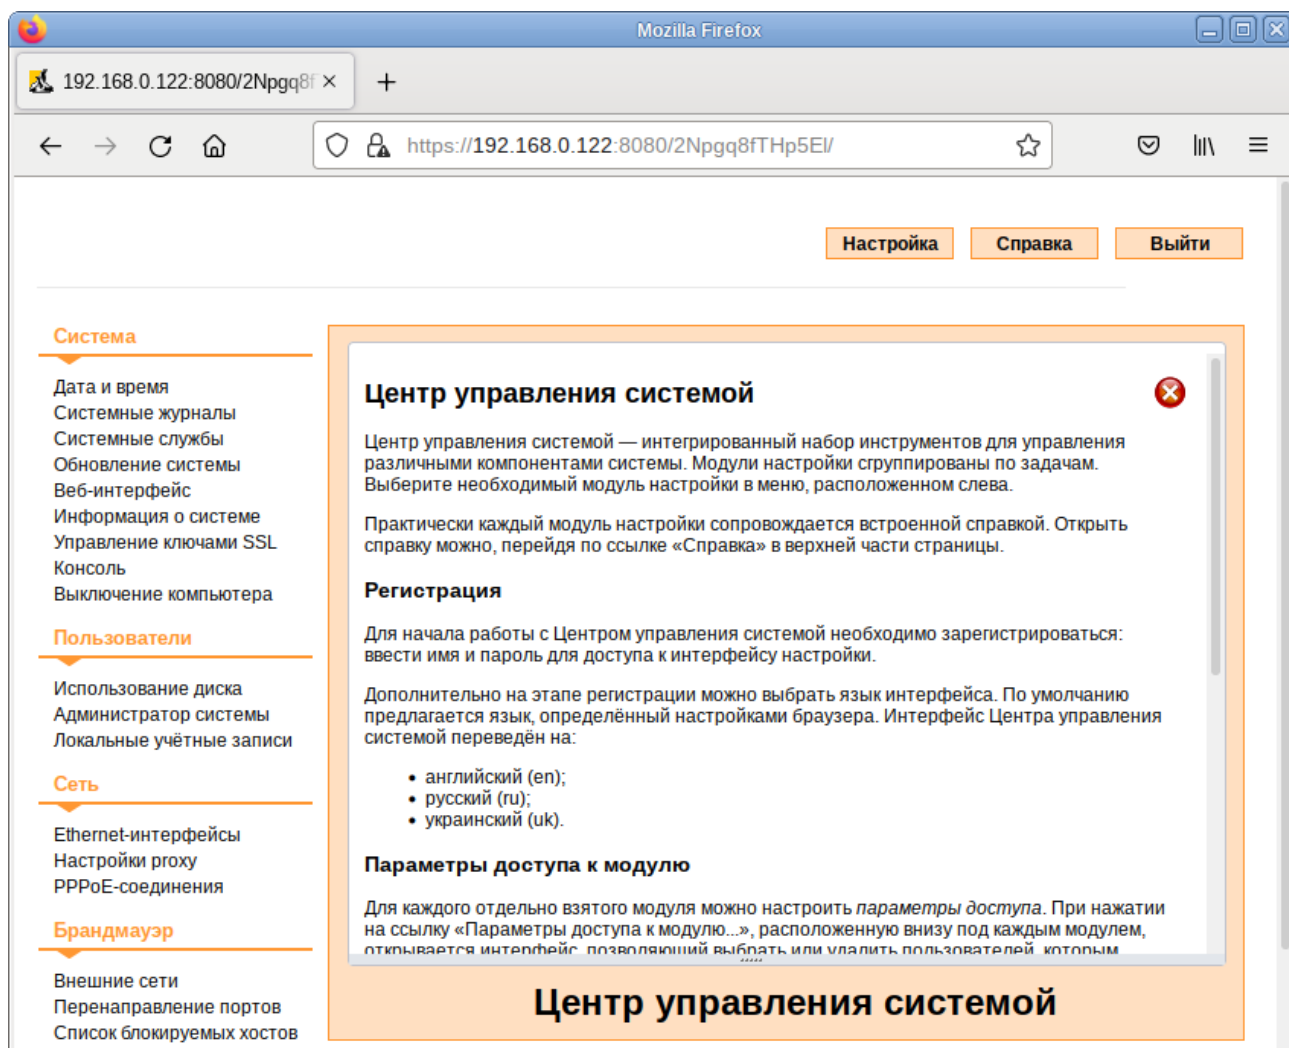 Mozilla Firefox
192.168.0.122:8080/2Npgq8f
https://192.168.0.122:8080/2Npgq8fTHp5El/
Настройка
Справка
Выйти
Система
Дата и время
Системные журналы
Системные службы
Обновление системы
Веб-интерфейс
Информация о системе
Управление ключами SSL
Консоль
Выключение компьютера
Пользователи
Использование диска
Администратор системы
Локальные учётные записи
Сеть
Ethernet-интерфейсы
Настройки proxy
PPPoE-соединения
Брандмауэр
Внешние сети
Перенаправление портов
Список блокируемых хостов
Центр управления системой
Центр управления системой — интегрированный набор инструментов для управления
различными компонентами системы. Модули настройки сгруппированы по задачам.
Выберите необходимый модуль настройки в меню, расположенном слева.
Практически каждый модуль настройки сопровождается встроенной справкой. Открыть
справку можно, перейдя по ссылке «Справка» в верхней части страницы.
Регистрация
Для начала работы с Центром управления системой необходимо зарегистрироваться:
ввести имя и пароль для доступа к интерфейсу настройки.
Дополнительно на этапе регистрации можно выбрать язык интерфейса. По умолчанию
предлагается язык, определённый настройками браузера. Интерфейс Центра управления
системой переведён на:
• английский (en);
• русский (ru);
• украинский (uk).
Параметры доступа к модулю
Для каждого отдельно взятого модуля можно настроить параметры доступа. При нажатии
на ссылку «Параметры доступа к модулю...», расположенную внизу под каждым модулем,
открывается интерфейс, позволяющий выбрать или удалить пользователей, которым
Центр управления системой